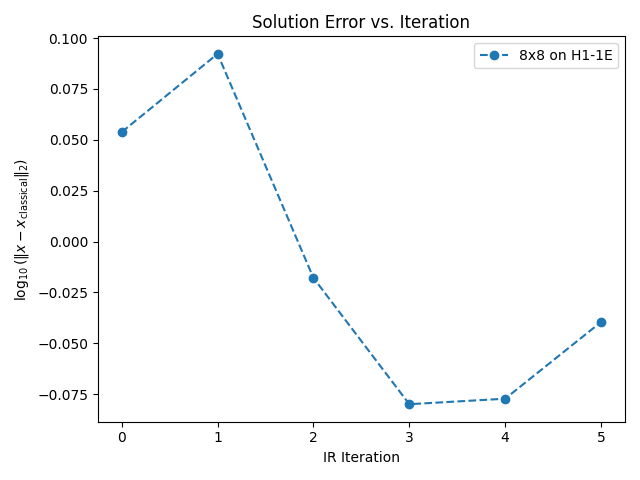 Solution Error vs. Iteration
8x8 on H1-1E
log₁₀(‖x − x_classical‖₂)
0.100
0.075
0.050
0.025
0.000
−0.025
−0.050
−0.075
0 1 2 3 4 5
IR Iteration